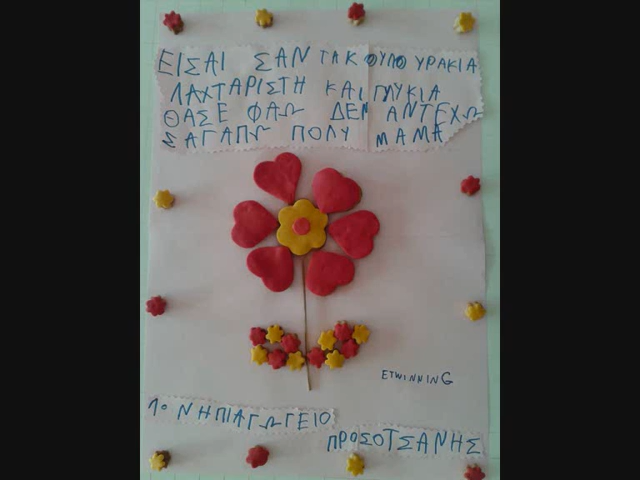 ΕΙΣΑΙ ΣΑΝ ΤΑ ΚΟΥΛΟΥΡΑΚΙΑ
ΛΑΧΤΑΡΙΣΤΗ ΚΑΙ ΓΛΥΚΙΑ
ΘΑ ΣΕ ΦΑΩ ΔΕΝ ΑΝΤΕΧΩ
Σ ΑΓΑΠΩ ΠΟΛΥ ΜΑΜΑ
ETWINNING
1ο ΝΗΠΙΑΓΩΓΕΙΟ
ΠΡΟΣΟΤΣΑΝΗΣ